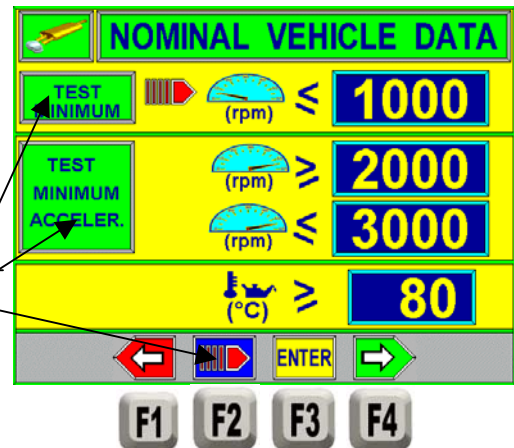 NOMINAL VEHICLE DATA
TEST
MINIMUM
(rpm) ≤ 1000
TEST
MINIMUM
ACCELER.
(rpm) ≥ 2000
(rpm) ≤ 3000
(°C) ≥ 80
ENTER
F1 F2 F3 F4